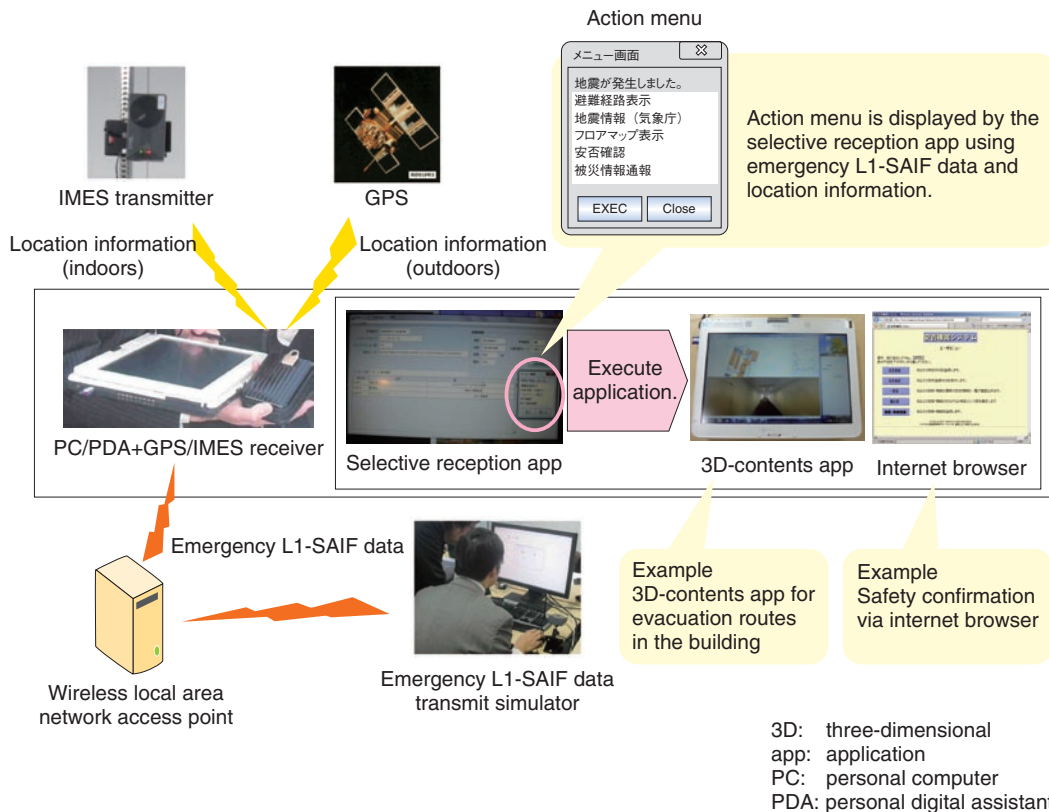 Action menu
メニュー画面
地震が発生しました。
避難経路表示
地震情報（気象庁）
フロアマップ表示
安否確認
被災情報通報
EXEC
Close
Action menu is displayed by the
selective reception app using
emergency L1-SAIF data and
location information.
IMES transmitter
GPS
Location information
(indoors)
Location information
(outdoors)
PC/PDA+GPS/IMES receiver
Selective reception app
Execute
application.
3D-contents app
Internet browser
Emergency L1-SAIF data
Wireless local area
network access point
Emergency L1-SAIF data
transmit simulator
Example
3D-contents app for
evacuation routes
in the building
Example
Safety confirmation
via internet browser
3D: three-dimensional
app: application
PC: personal computer
PDA: personal digital assistant